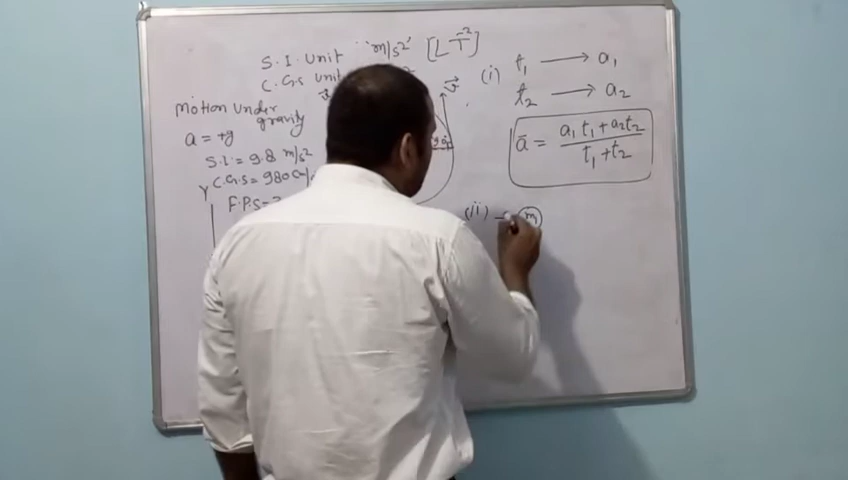 S.I. Unit "m/s²" [LT⁻²]
C.G.S unit
Motion under
gravity
a = +g
S.I = 9.8 m/s²
C.G.S = 980
F.P.S =
Y
v⃗
(i) t₁ ⟶ a₁
t₂ ⟶ a₂
ā = (a₁t₁+a₂t₂)/(t₁+t₂)
(ii) m